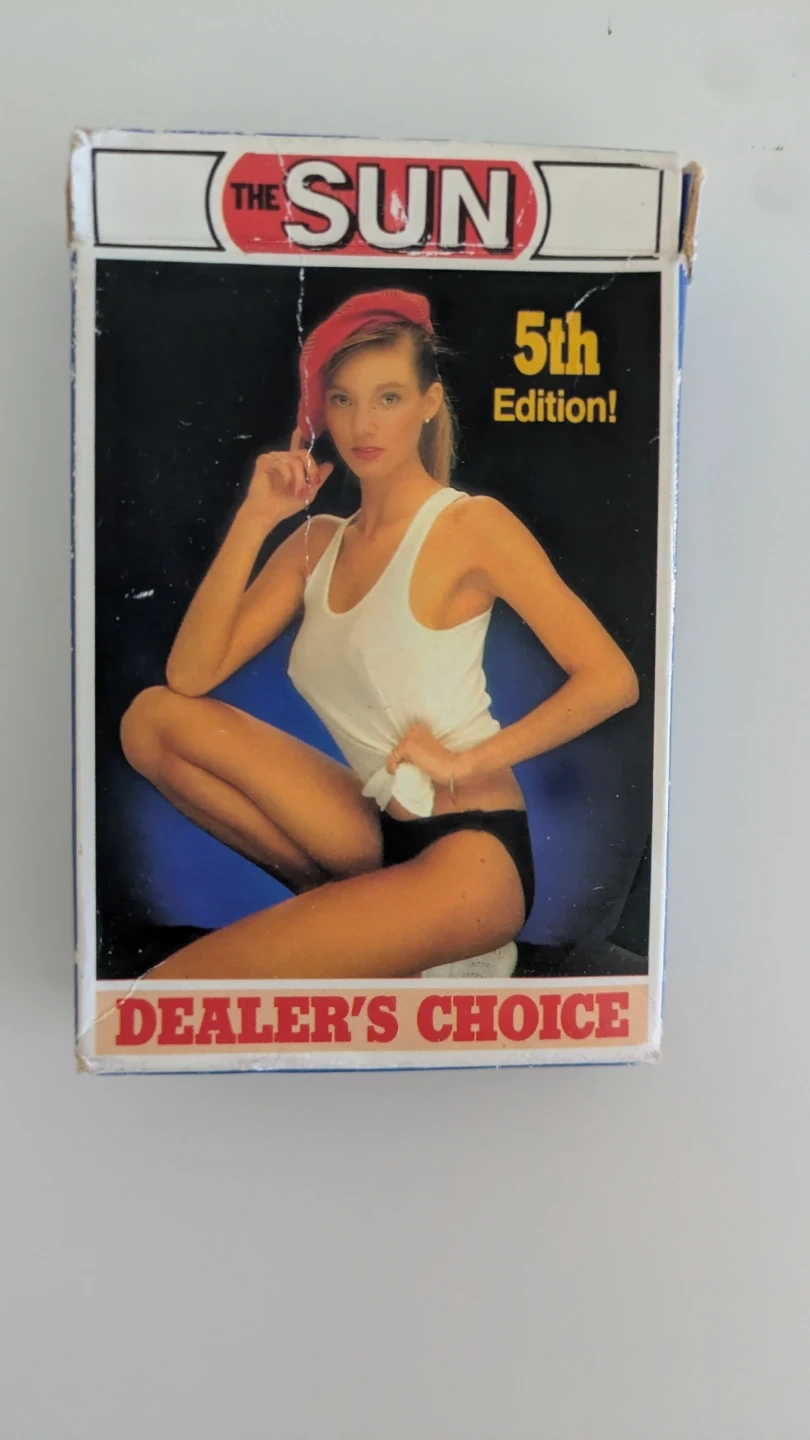 THE SUN
5th
Edition!
DEALER'S CHOICE